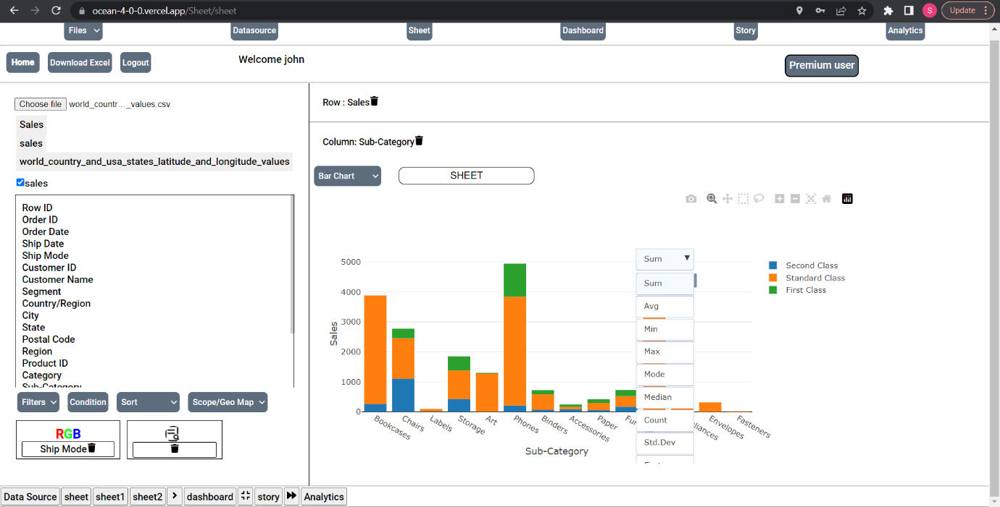 ocean-4-0-0.vercel.app/Sheet/sheet
S
Update
Files
Datasource
Sheet
Dashboard
Story
Analytics
Home
Download Excel
Logout
Welcome john
Premium user
Choose file world_countr..._values.csv
Sales
sales
world_country_and_usa_states_latitude_and_longitude_values
sales
Row ID
Order ID
Order Date
Ship Date
Ship Mode
Customer ID
Customer Name
Segment
Country/Region
City
State
Postal Code
Region
Product ID
Category
Sub-Category
Filters
Condition
Sort
Scope/Geo Map
RGB
Ship Mode
Row : Sales
Column: Sub-Category
Bar Chart
SHEET
5000
4000
3000
2000
1000
0
Sales
Bookcases
Chairs
Labels
Storage
Art
Phones
Binders
Accessories
Paper
Fu
liances
Envelopes
Fasteners
Sub-Category
Sum
Sum
Avg
Min
Max
Mode
Median
Count
Std.Dev
Second Class
Standard Class
First Class
Data Source
sheet
sheet1
sheet2
dashboard
story
Analytics